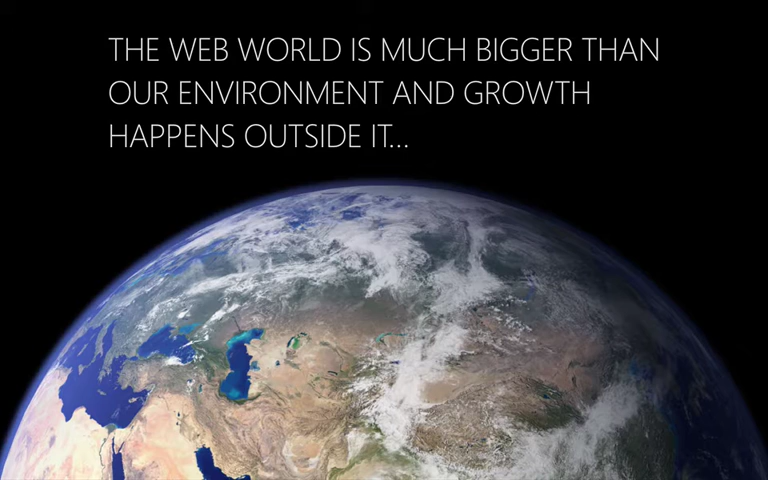 THE WEB WORLD IS MUCH BIGGER THAN
OUR ENVIRONMENT AND GROWTH
HAPPENS OUTSIDE IT...